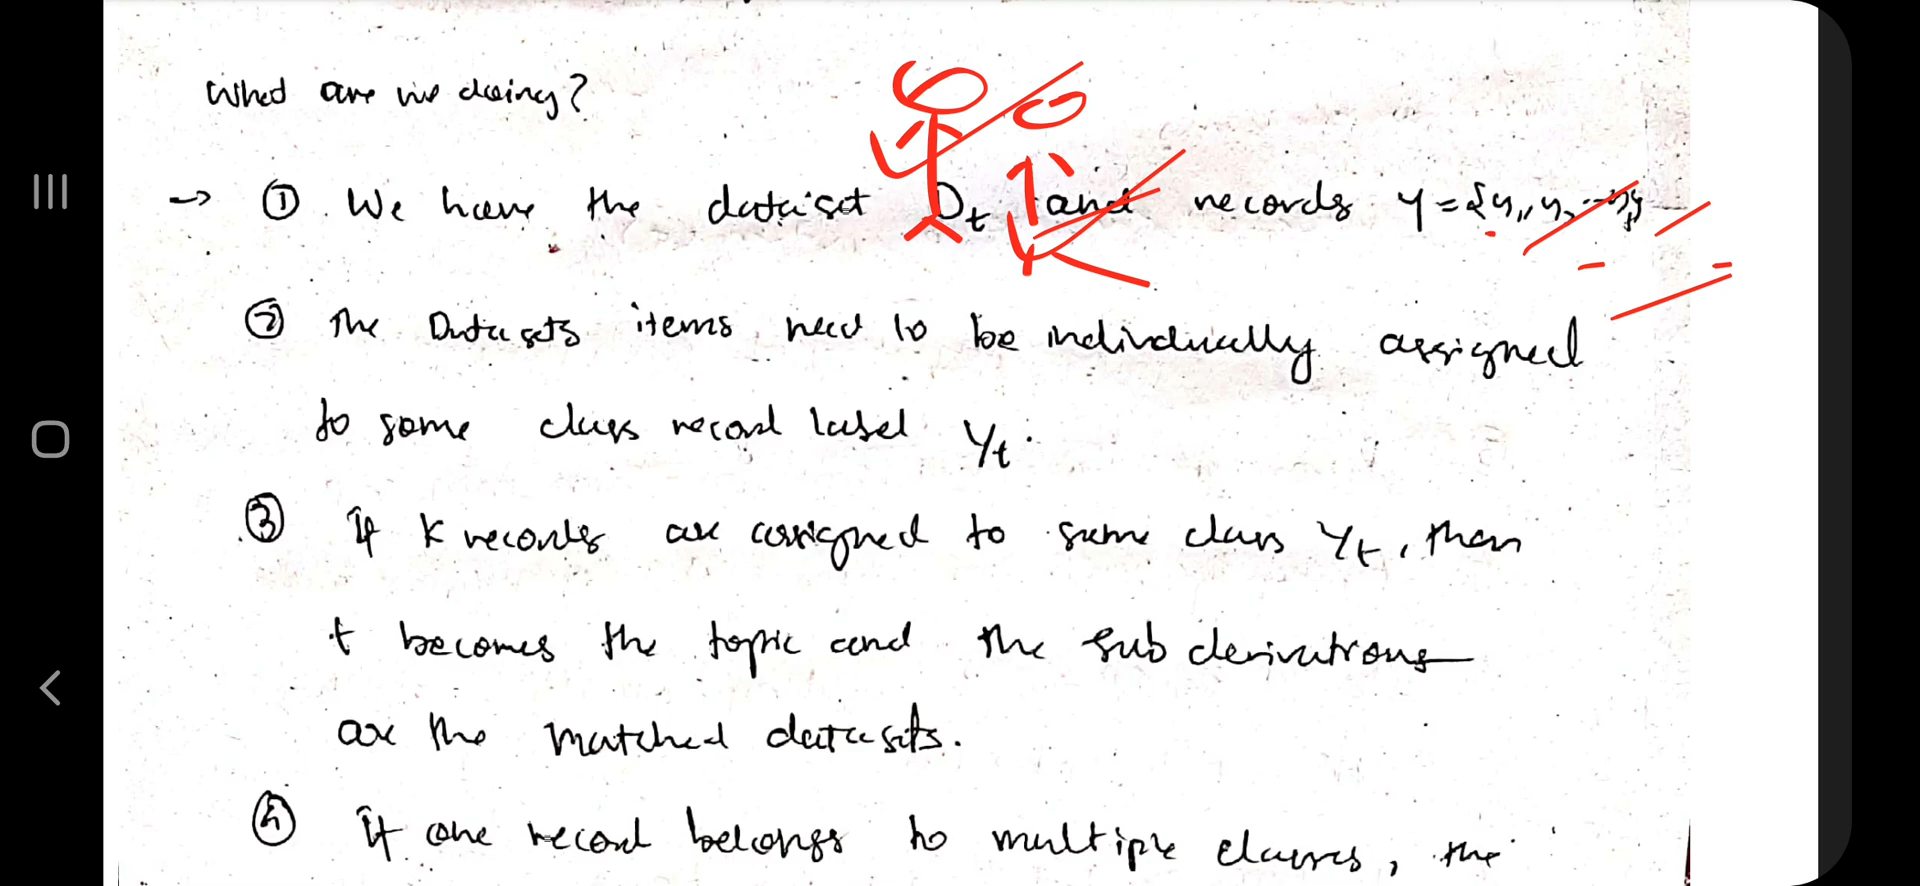 What are we doing?
→ ① We have the dataset Dt and records Y = {y1, y2
② The Datasets items need to be individually assigned
to some class record label Yt.
③ If K records are assigned to same class Yt, then
t becomes the topic and the sub derivations
are the matched datasets.
④ If one record belongs to multiple classes, the